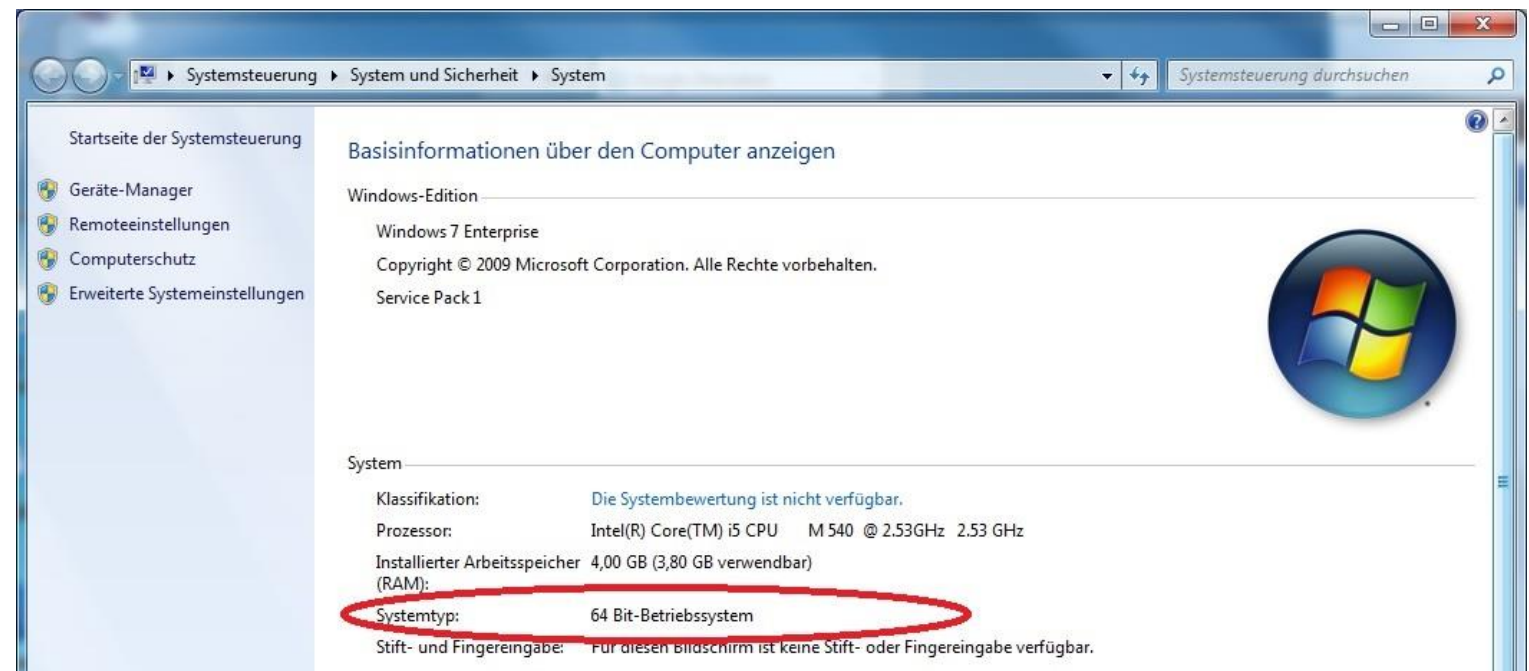 Systemsteuerung ▸ System und Sicherheit ▸ System
Systemsteuerung durchsuchen
Startseite der Systemsteuerung
Geräte-Manager
Remoteeinstellungen
Computerschutz
Erweiterte Systemeinstellungen
Basisinformationen über den Computer anzeigen
Windows-Edition
Windows 7 Enterprise
Copyright © 2009 Microsoft Corporation. Alle Rechte vorbehalten.
Service Pack 1
System
Klassifikation: Die Systembewertung ist nicht verfügbar.
Prozessor: Intel(R) Core(TM) i5 CPU M 540 @ 2.53GHz 2.53 GHz
Installierter Arbeitsspeicher 4,00 GB (3,80 GB verwendbar)
(RAM):
Systemtyp: 64 Bit-Betriebssystem
Stift- und Fingereingabe: Für diesen Bildschirm ist keine Stift- oder Fingereingabe verfügbar.